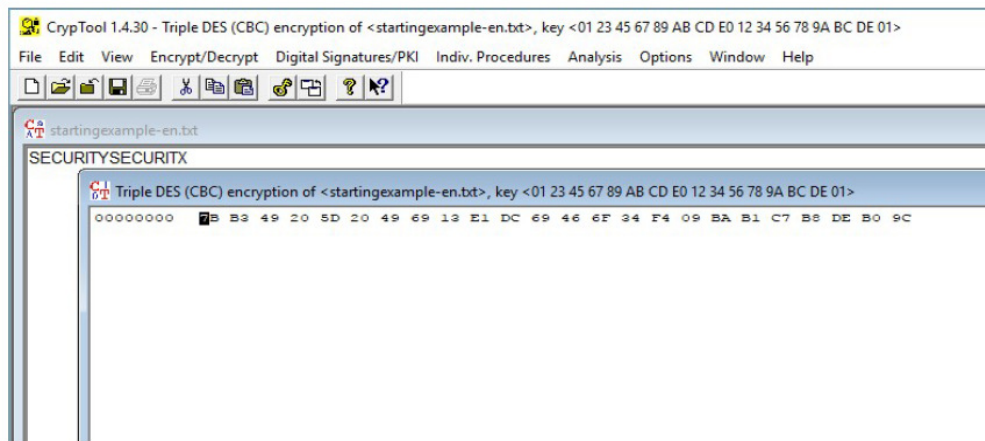 CrypTool 1.4.30 - Triple DES (CBC) encryption of <startingexample-en.txt>, key <01 23 45 67 89 AB CD E0 12 34 56 78 9A BC DE 01>
File Edit View Encrypt/Decrypt Digital Signatures/PKI Indiv. Procedures Analysis Options Window Help
startingexample-en.txt
SECURITYSECURITX
Triple DES (CBC) encryption of <startingexample-en.txt>, key <01 23 45 67 89 AB CD E0 12 34 56 78 9A BC DE 01>
00000000 7B B3 49 20 5D 20 49 69 13 E1 DC 69 46 6F 34 F4 09 BA B1 C7 B8 DE B0 9C